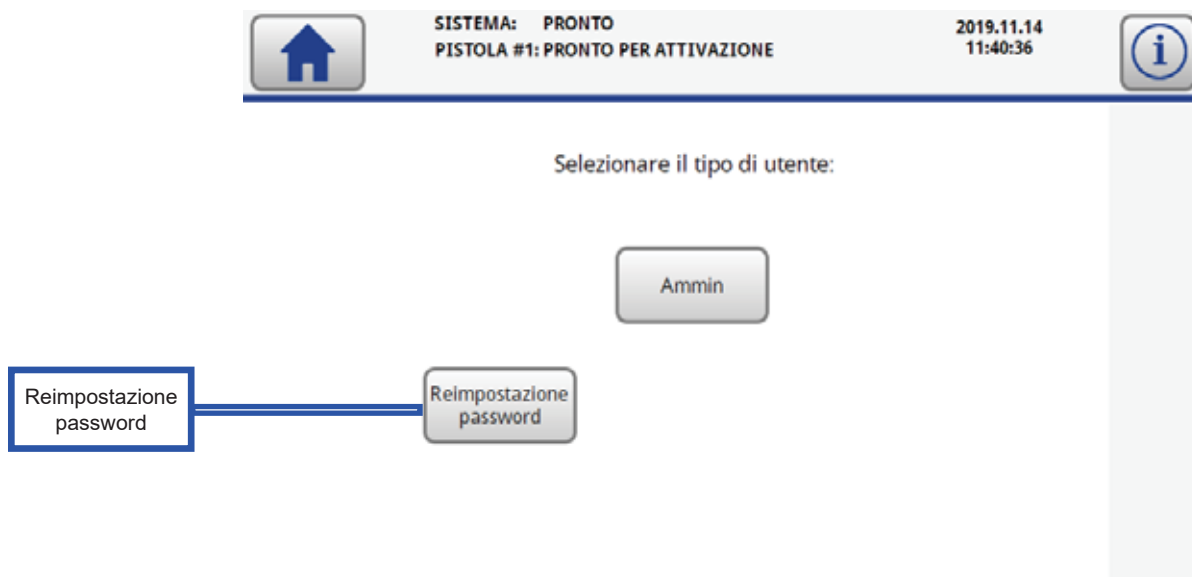 SISTEMA: PRONTO
PISTOLA #1: PRONTO PER ATTIVAZIONE
2019.11.14
11:40:36
i
Selezionare il tipo di utente:
Ammin
Reimpostazione
password
Reimpostazione
password